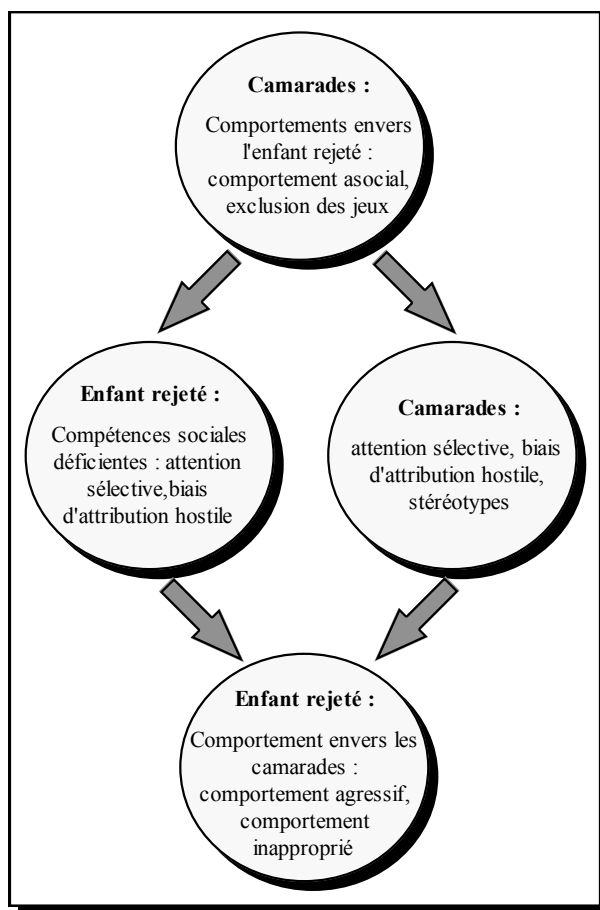 Camarades :
Comportements envers
l'enfant rejeté :
comportement asocial,
exclusion des jeux
Enfant rejeté :
Compétences sociales
déficientes : attention
sélective,biais
d'attribution hostile
Camarades :
attention sélective, biais
d'attribution hostile,
stéréotypes
Enfant rejeté :
Comportement envers les
camarades :
comportement agressif,
comportement
inapproprié